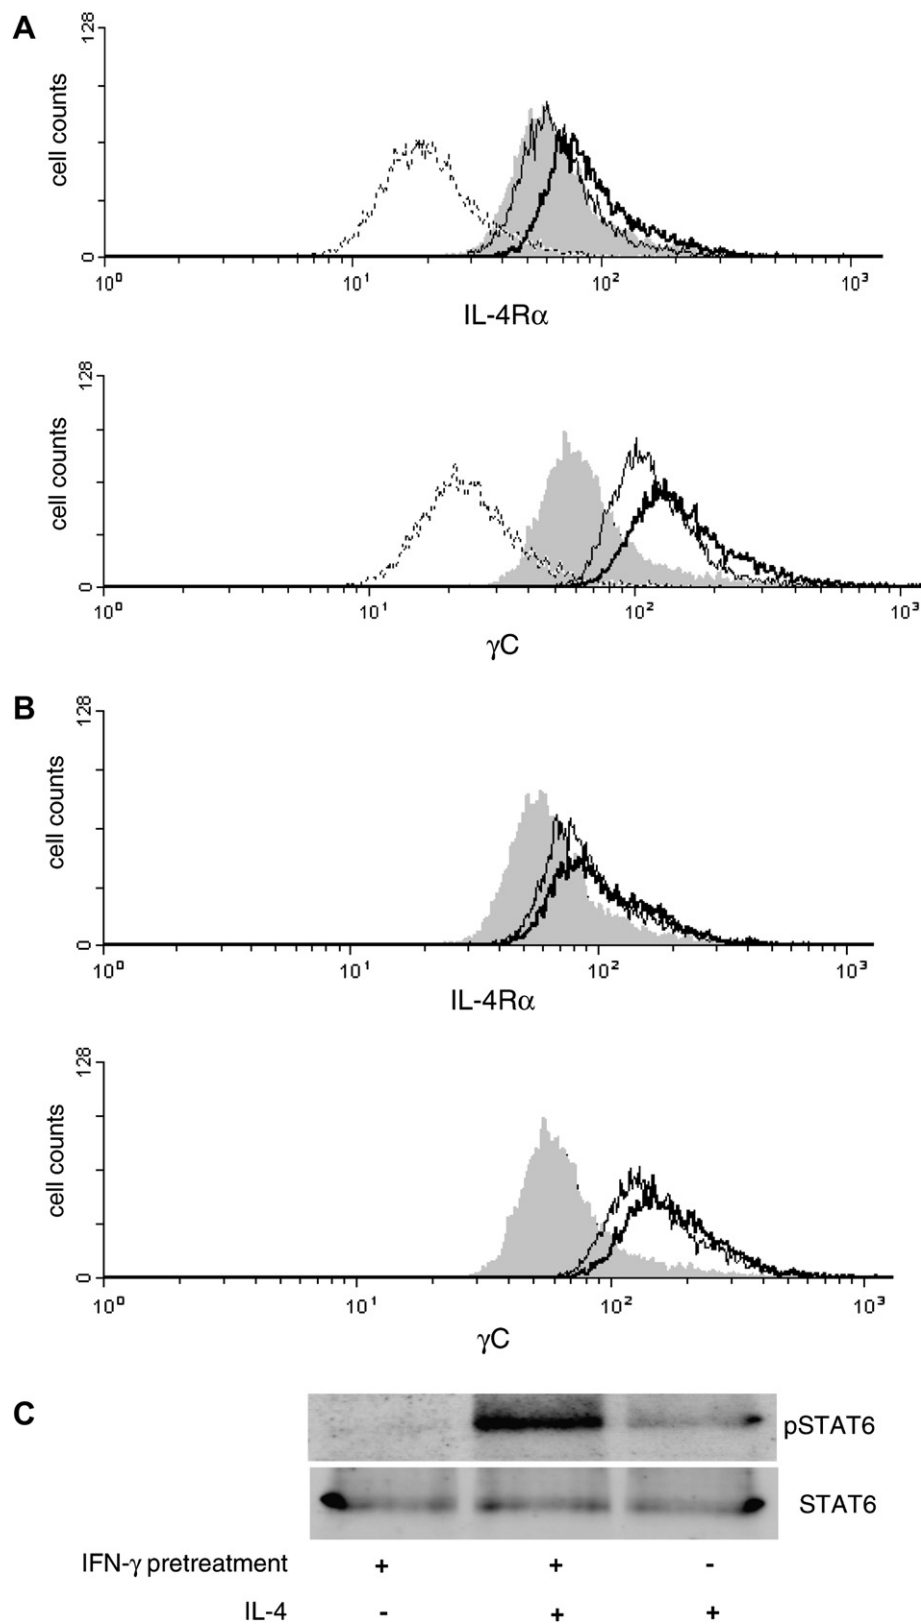 A
128
cell counts
0
10⁰ 10¹ 10² 10³
IL-4Rα
128
cell counts
0
10⁰ 10¹ 10² 10³
γC
B
128
cell counts
0
10⁰ 10¹ 10² 10³
IL-4Rα
128
cell counts
0
10⁰ 10¹ 10² 10³
γC
C
pSTAT6
STAT6
IFN-γ pretreatment + + -
IL-4 - + +